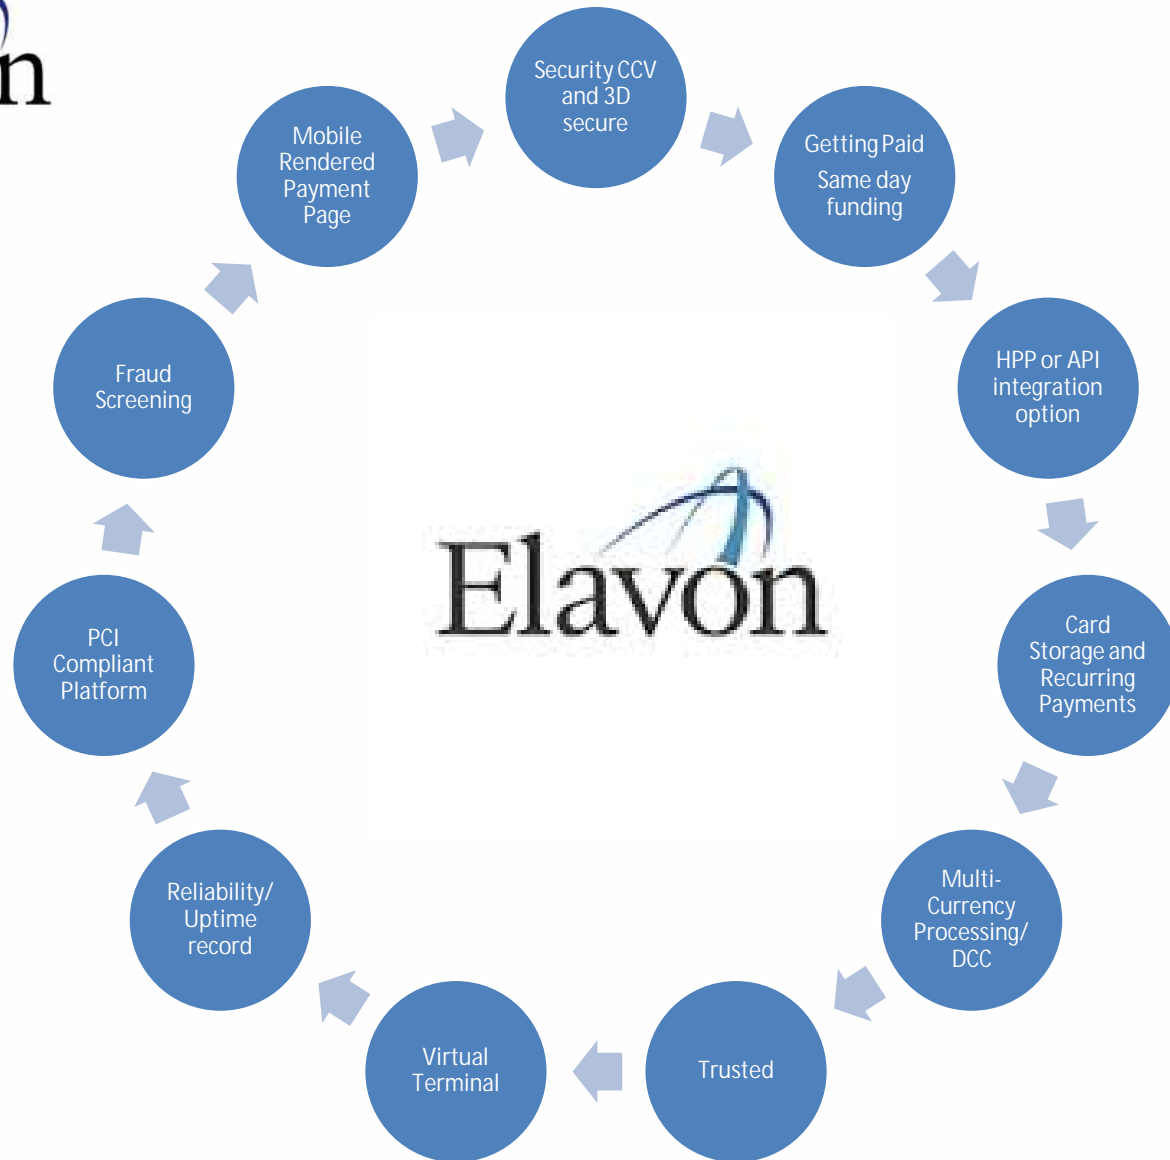 n
Security CCV
and 3D
secure
Getting Paid
Same day
funding
HPP or API
integration
option
Card
Storage and
Recurring
Payments
Multi-
Currency
Processing/
DCC
Trusted
Virtual
Terminal
Reliability/
Uptime
record
PCI
Compliant
Platform
Fraud
Screening
Mobile
Rendered
Payment
Page
Elavon